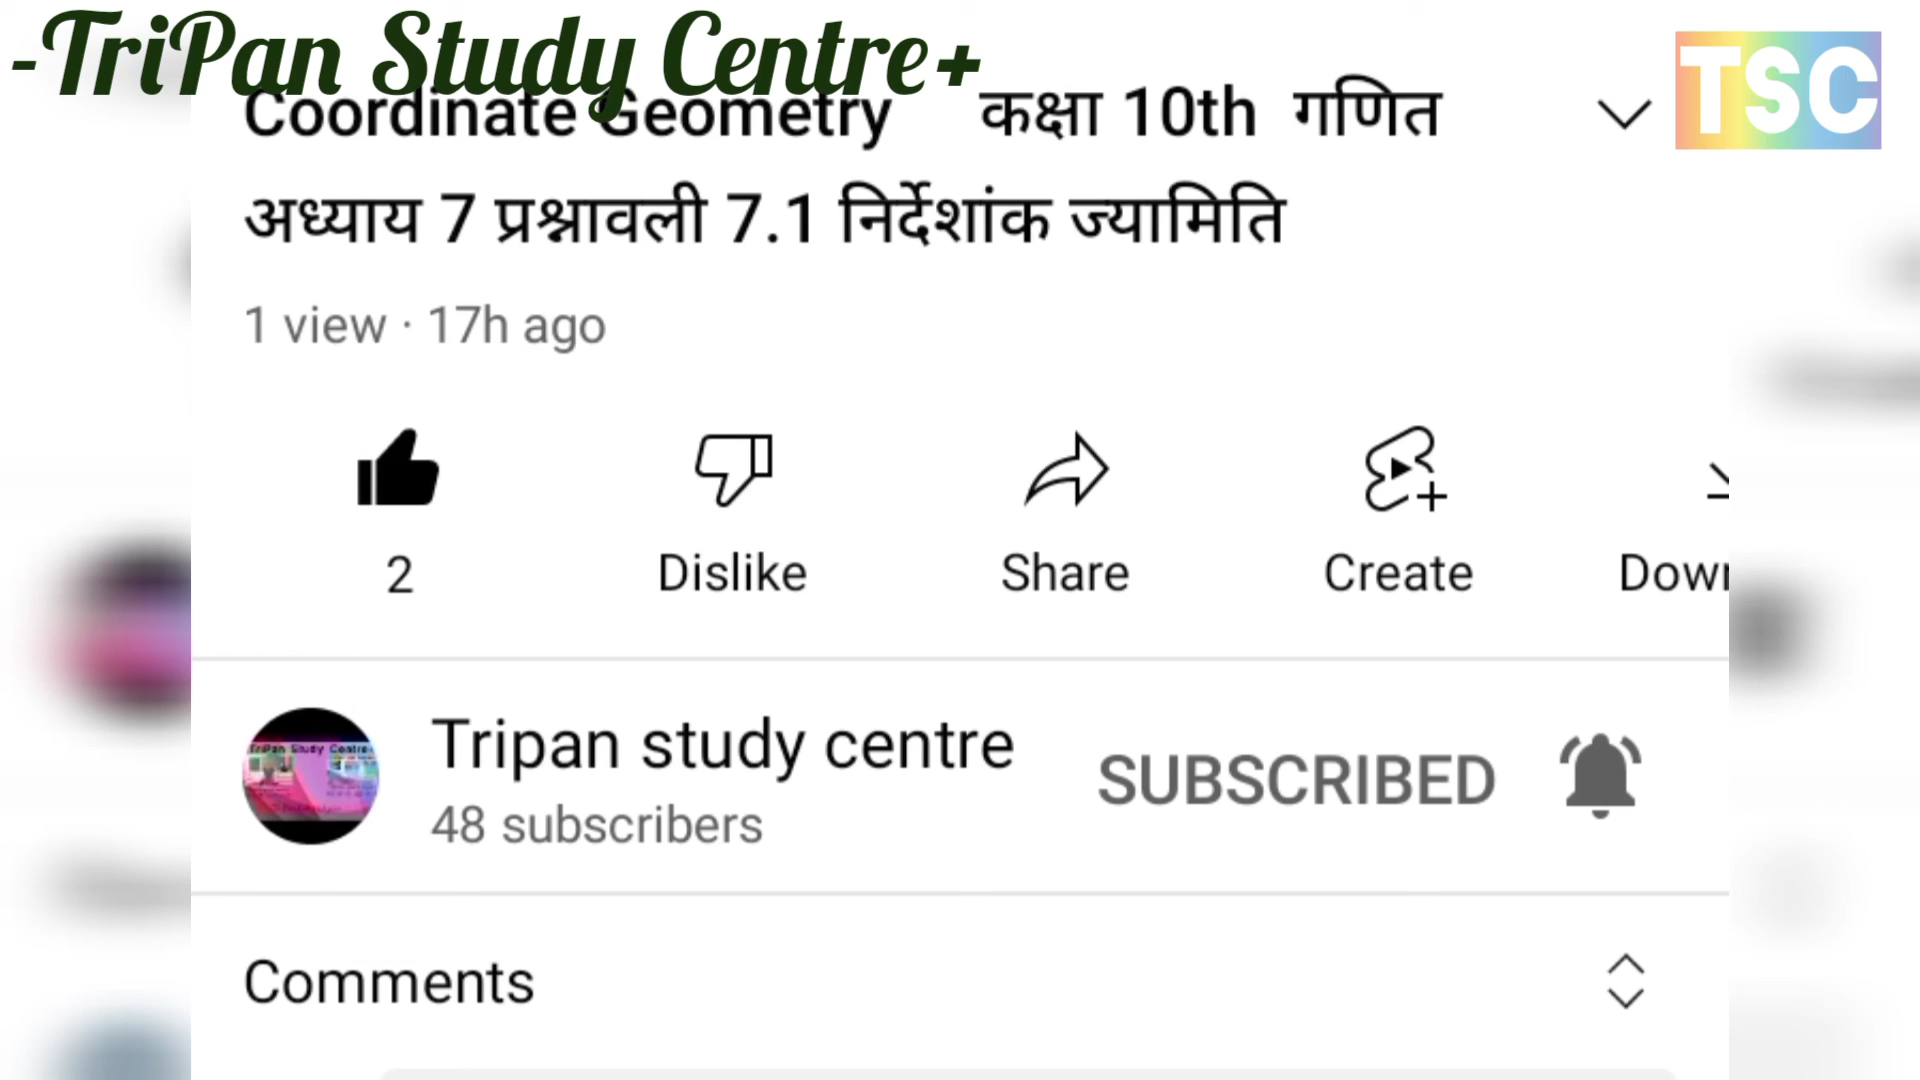 -TriPan Study Centre+
TSC
Coordinate Geometry कक्षा 10th गणित
अध्याय 7 प्रश्नावली 7.1 निर्देशांक ज्यामिति
1 view · 17h ago
2 Dislike Share Create Down
Tripan study centre
SUBSCRIBED
48 subscribers
Comments